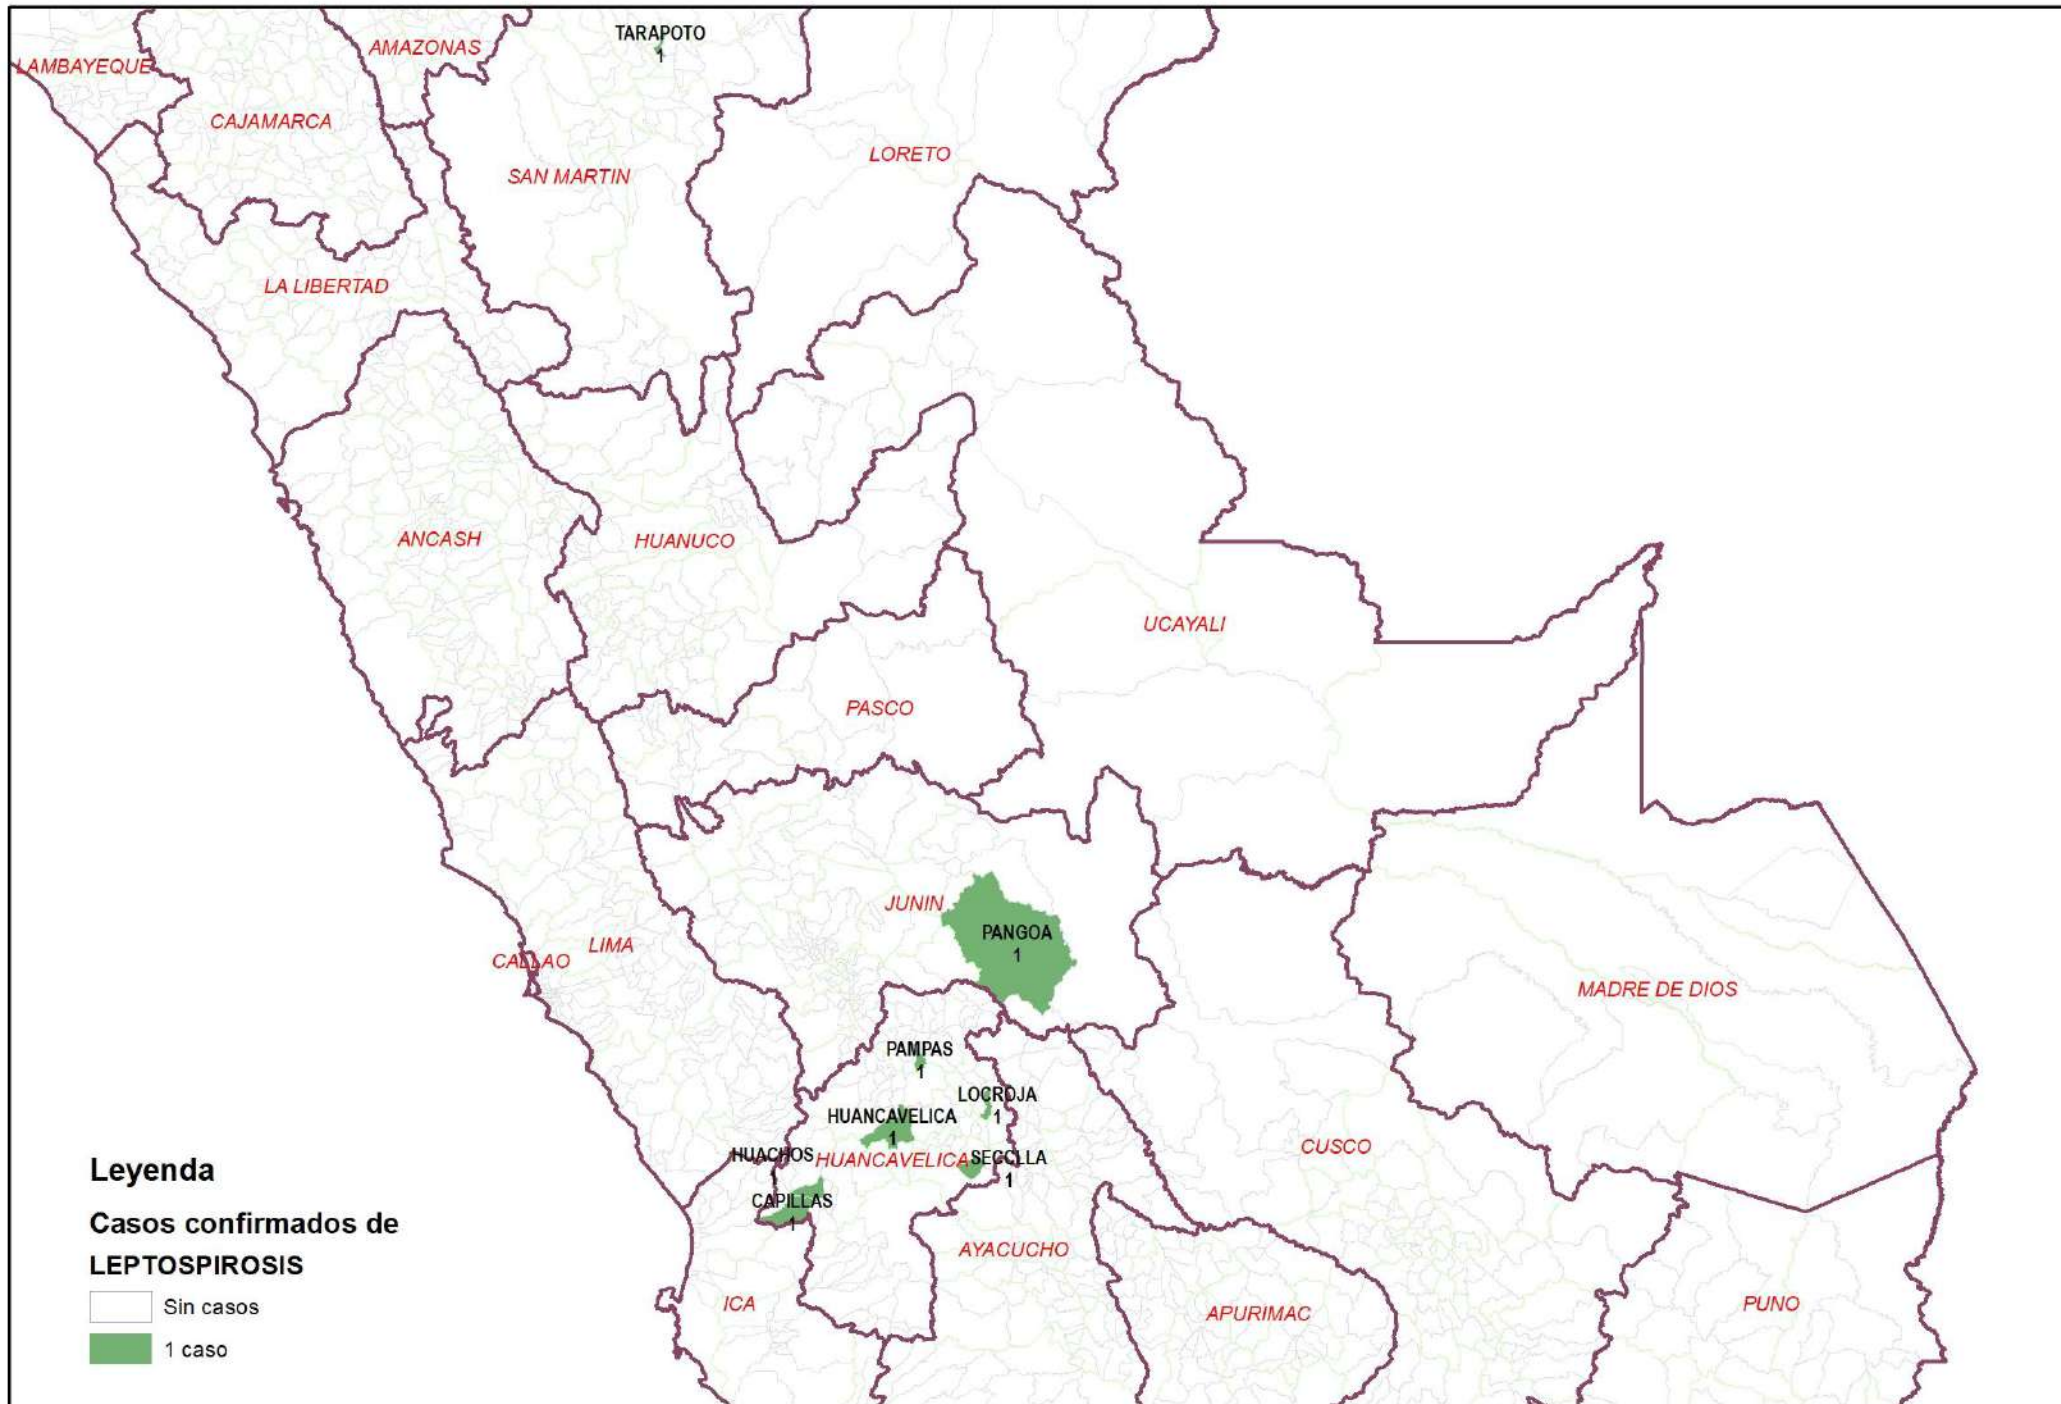 TARAPOTO
1
AMAZONAS
LAMBAYEQUE
CAJAMARCA
LORETO
SAN MARTIN
LA LIBERTAD
ANCASH
HUANUCO
UCAYALI
PASCO
JUNIN
PANGOA
1
LIMA
CALLAO
MADRE DE DIOS
PAMPAS
1
LOCROJA
1
HUANCAVELICA
1
CUSCO
HUACHOS
1
HUANCAVELICA
SECCLLA
1
CAPILLAS
1
AYACUCHO
ICA
APURIMAC
PUNO
Leyenda
Casos confirmados de
LEPTOSPIROSIS
Sin casos
1 caso